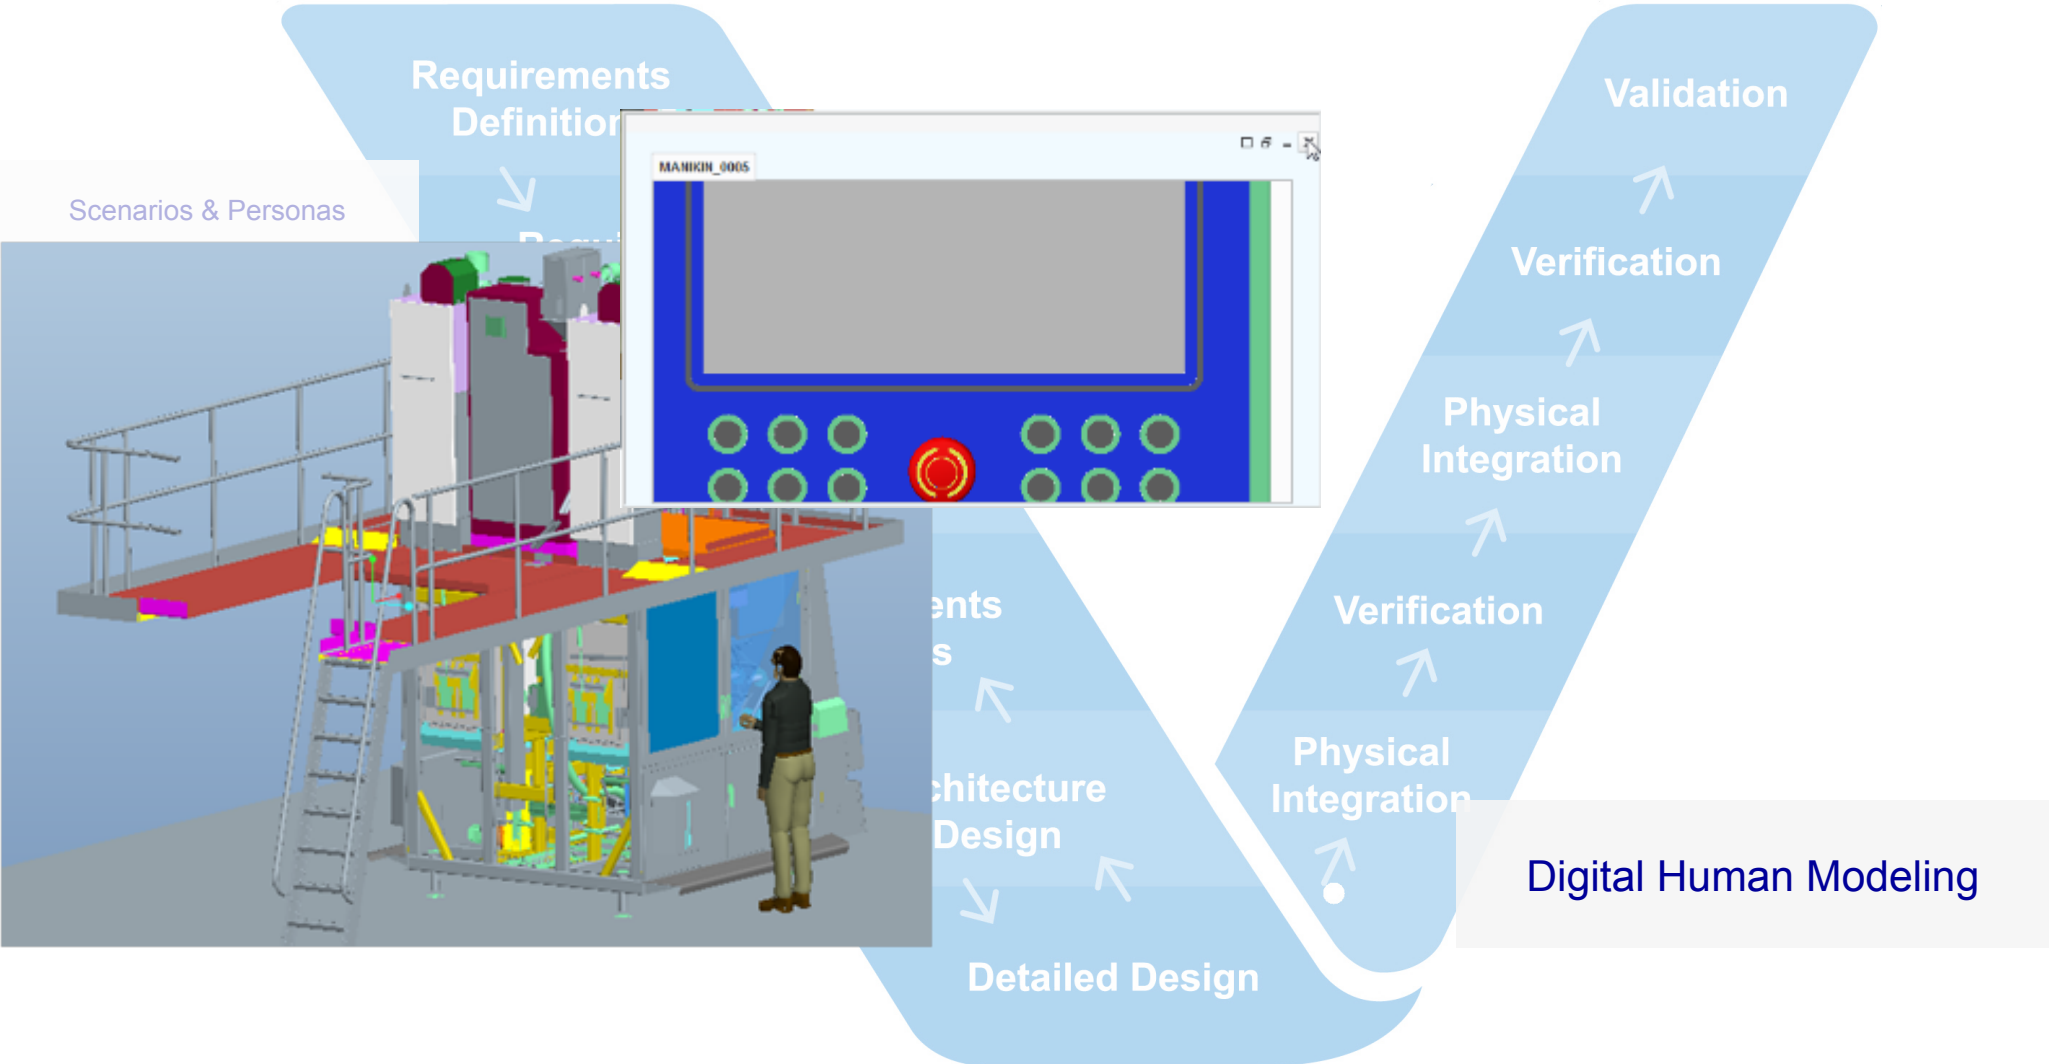 Requirements
Definition
Scenarios & Personas
MANIKIN_0005
Validation
Verification
Physical
Integration
Verification
Physical
Integration
ents
s
chitecture
Design
Detailed Design
Digital Human Modeling